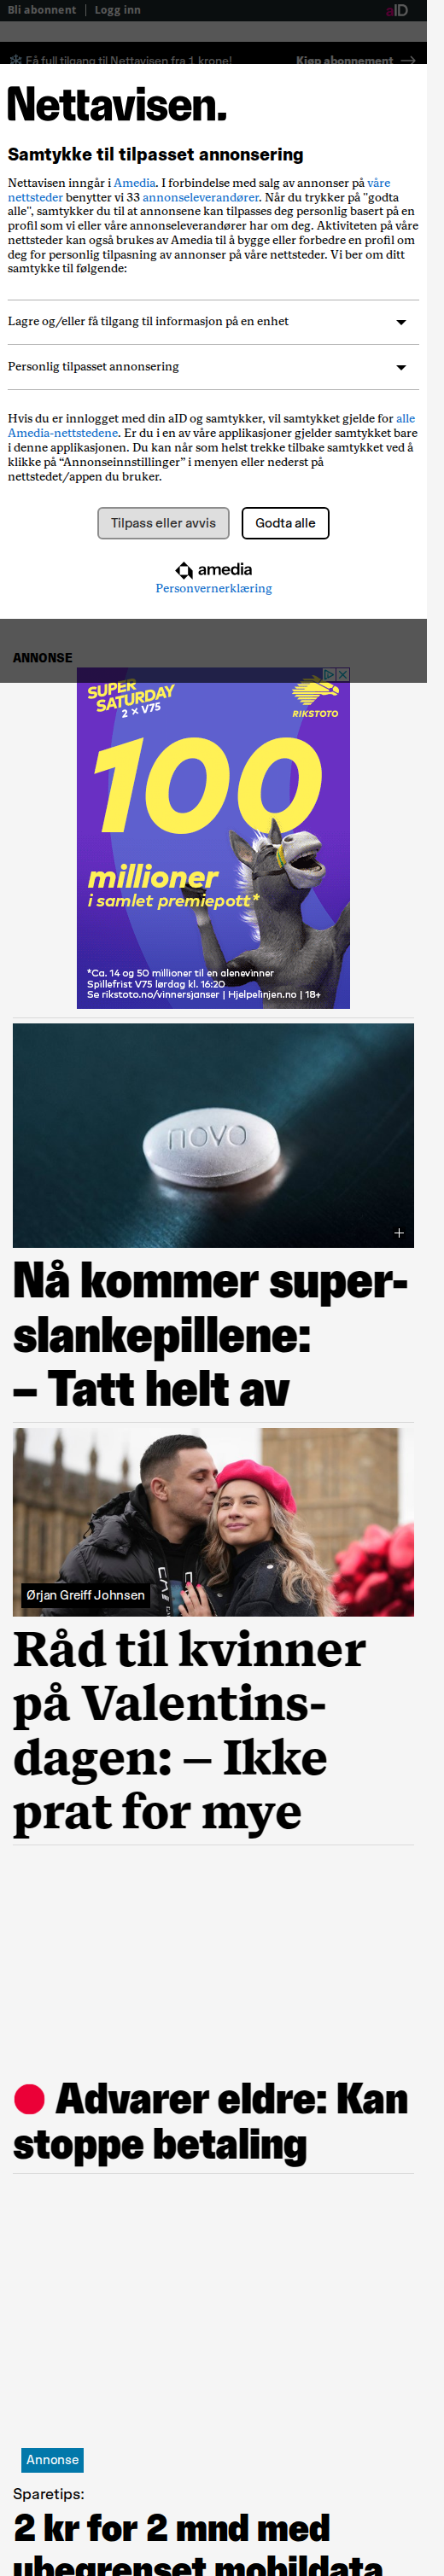 Bli abonnent | Logg inn aID
Få full tilgang til Nettavisen fra 1 krone! Kjøp abonnement →
Nettavisen.
Samtykke til tilpasset annonsering
Nettavisen inngår i Amedia. I forbindelse med salg av annonser på våre
nettsteder benytter vi 33 annonseleverandører. Når du trykker på "godta
alle", samtykker du til at annonsene kan tilpasses deg personlig basert på en
profil som vi eller våre annonseleverandører har om deg. Aktiviteten på våre
nettsteder kan også brukes av Amedia til å bygge eller forbedre en profil om
deg for personlig tilpasning av annonser på våre nettsteder. Vi ber om ditt
samtykke til følgende:
Lagre og/eller få tilgang til informasjon på en enhet
Personlig tilpasset annonsering
Hvis du er innlogget med din aID og samtykker, vil samtykket gjelde for alle
Amedia-nettstedene. Er du i en av våre applikasjoner gjelder samtykket bare
i denne applikasjonen. Du kan når som helst trekke tilbake samtykket ved å
klikke på “Annonseinnstillinger” i menyen eller nederst på
nettstedet/appen du bruker.
Tilpass eller avvis Godta alle
amedia
Personvernerklæring
ANNONSE
SUPER
SATURDAY
2 x V75
RIKSTOTO
100
millioner
i samlet premiepott*
*Ca. 14 og 50 millioner til en alenevinner
Spillefrist V75 lørdag kl. 16:20
Se rikstoto.no/vinnersjanser | Hjelpelinjen.no | 18+
novo
Nå kommer super-
slankepillene:
– Tatt helt av
Ørjan Greiff Johnsen
Råd til kvinner
på Valentins-
dagen: – Ikke
prat for mye
Advarer eldre: Kan
stoppe betaling
Annonse
Sparetips:
2 kr for 2 mnd med
ubegrenset mobildata